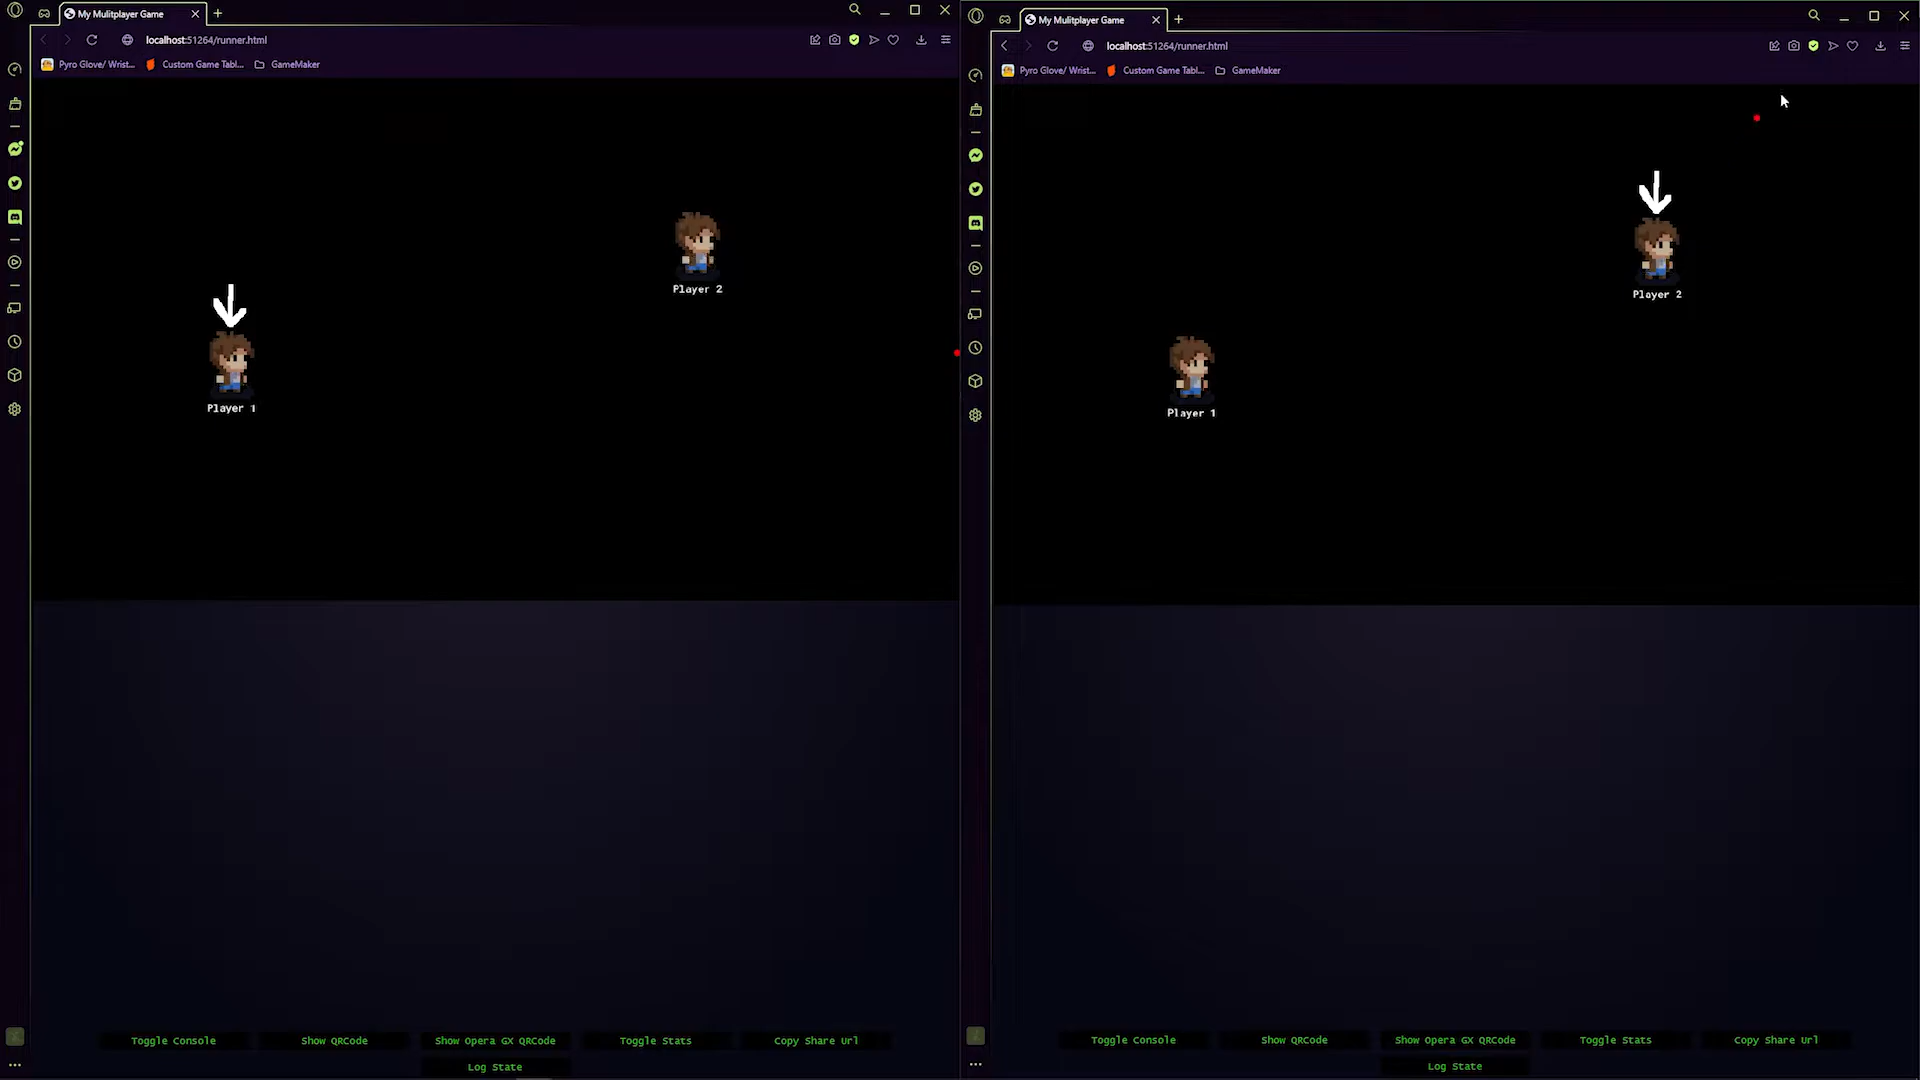 My Mulitplayer Game
localhost:51264/runner.html
Pyro Glove/ Wrist... Custom Game Tabl... GameMaker
Player 2
Player 1
Toggle Console Show QRCode Show Opera GX QRCode Toggle Stats Copy Share Url
Log State
My Mulitplayer Game
localhost:51264/runner.html
Pyro Glove/ Wrist... Custom Game Tabl... GameMaker
Player 2
Player 1
Toggle Console Show QRCode Show Opera GX QRCode Toggle Stats Copy Share Url
Log State